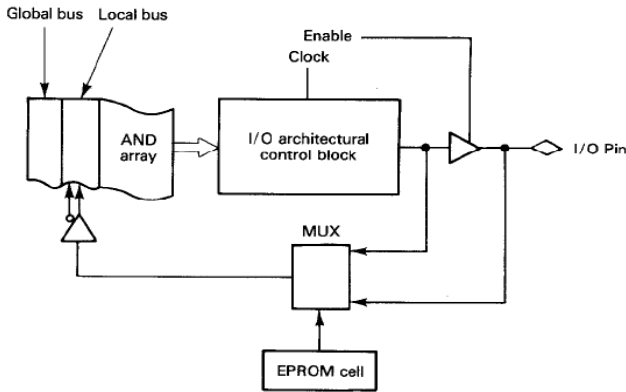 Global bus
Local bus
Enable
Clock
AND
array
I/O architectural
control block
I/O Pin
MUX
EPROM cell